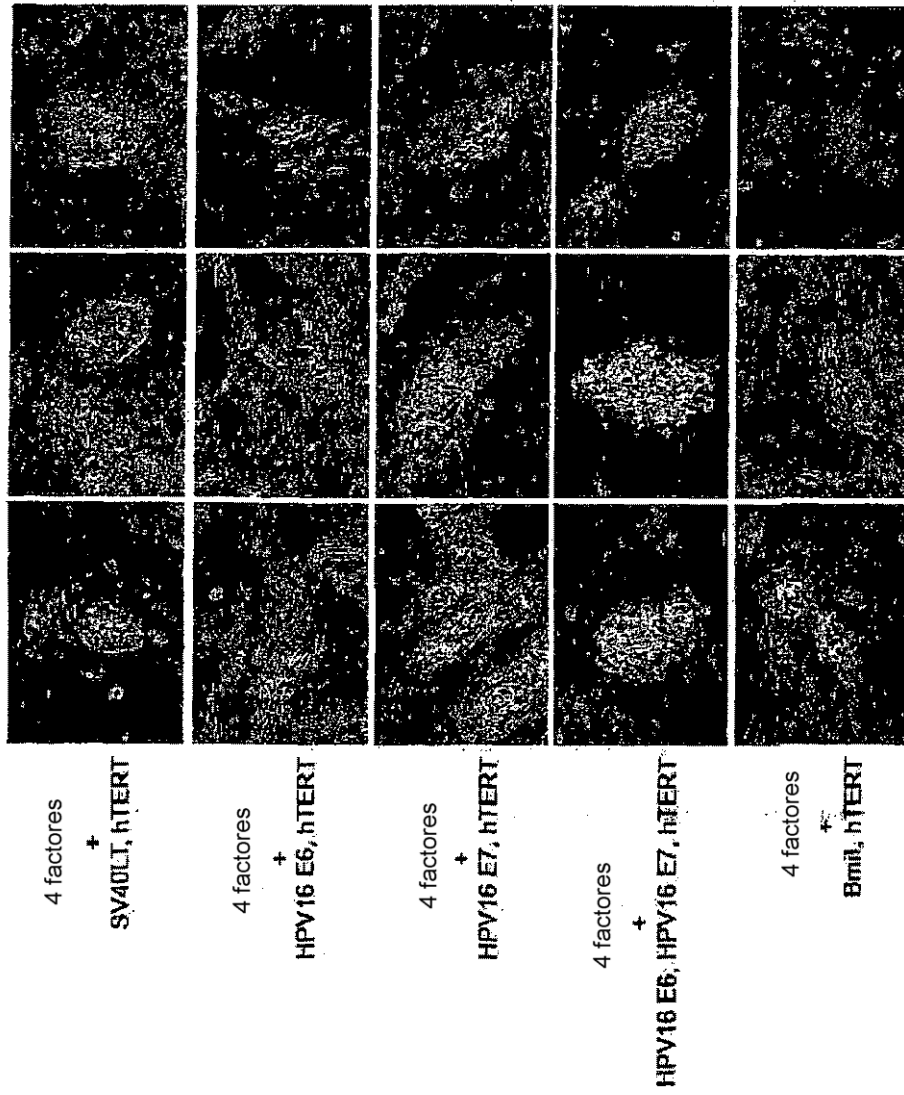 4 factores
+
SV40LT, hTERT
4 factores
+
HPV16 E6, hTERT
4 factores
+
HPV16 E7, hTERT
4 factores
+
HPV16 E6, HPV16 E7, hTERT
4 factores
+
Bmil, hTERT